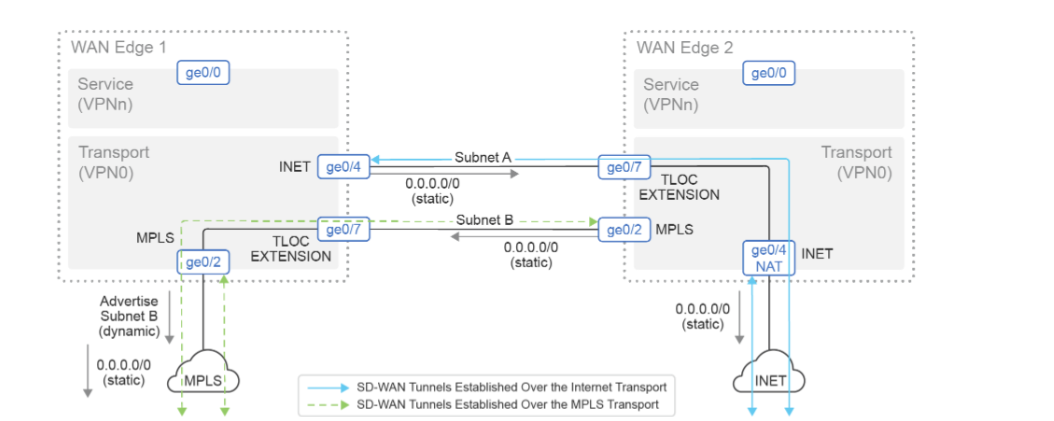 WAN Edge 1
ge0/0
Service
(VPNn)
Transport
(VPN0)
INET
ge0/4
Subnet A
0.0.0.0/0
(static)
MPLS
TLOC
EXTENSION
ge0/7
ge0/2
Subnet B
0.0.0.0/0
(static)
Advertise
Subnet B
(dynamic)
0.0.0.0/0
(static)
MPLS
WAN Edge 2
ge0/0
Service
(VPNn)
Transport
(VPN0)
ge0/7
TLOC
EXTENSION
ge0/2
MPLS
ge0/4
NAT
INET
0.0.0.0/0
(static)
INET
SD-WAN Tunnels Established Over the Internet Transport
SD-WAN Tunnels Established Over the MPLS Transport